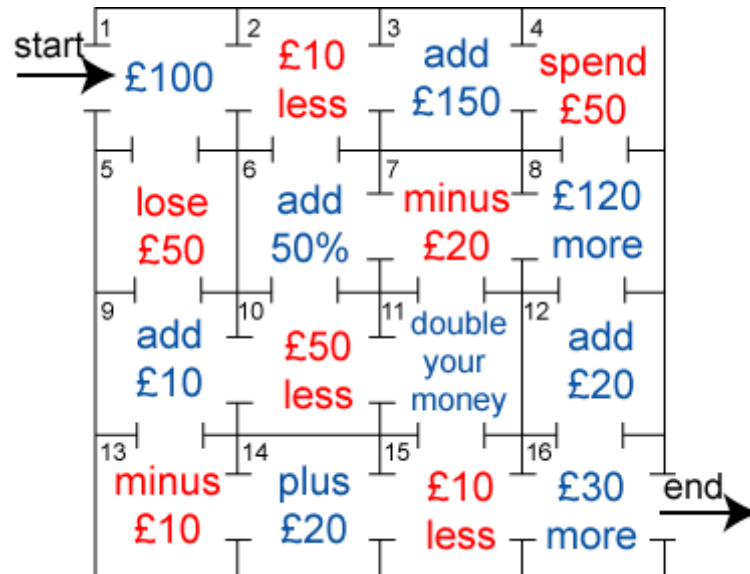 start
1
£100
2
£10
less
3
add
£150
4
spend
£50
5
lose
£50
6
add
50%
7
minus
£20
8
£120
more
9
add
£10
10
£50
less
11
double
your
money
12
add
£20
13
minus
£10
14
plus
£20
15
£10
less
16
£30
more
end